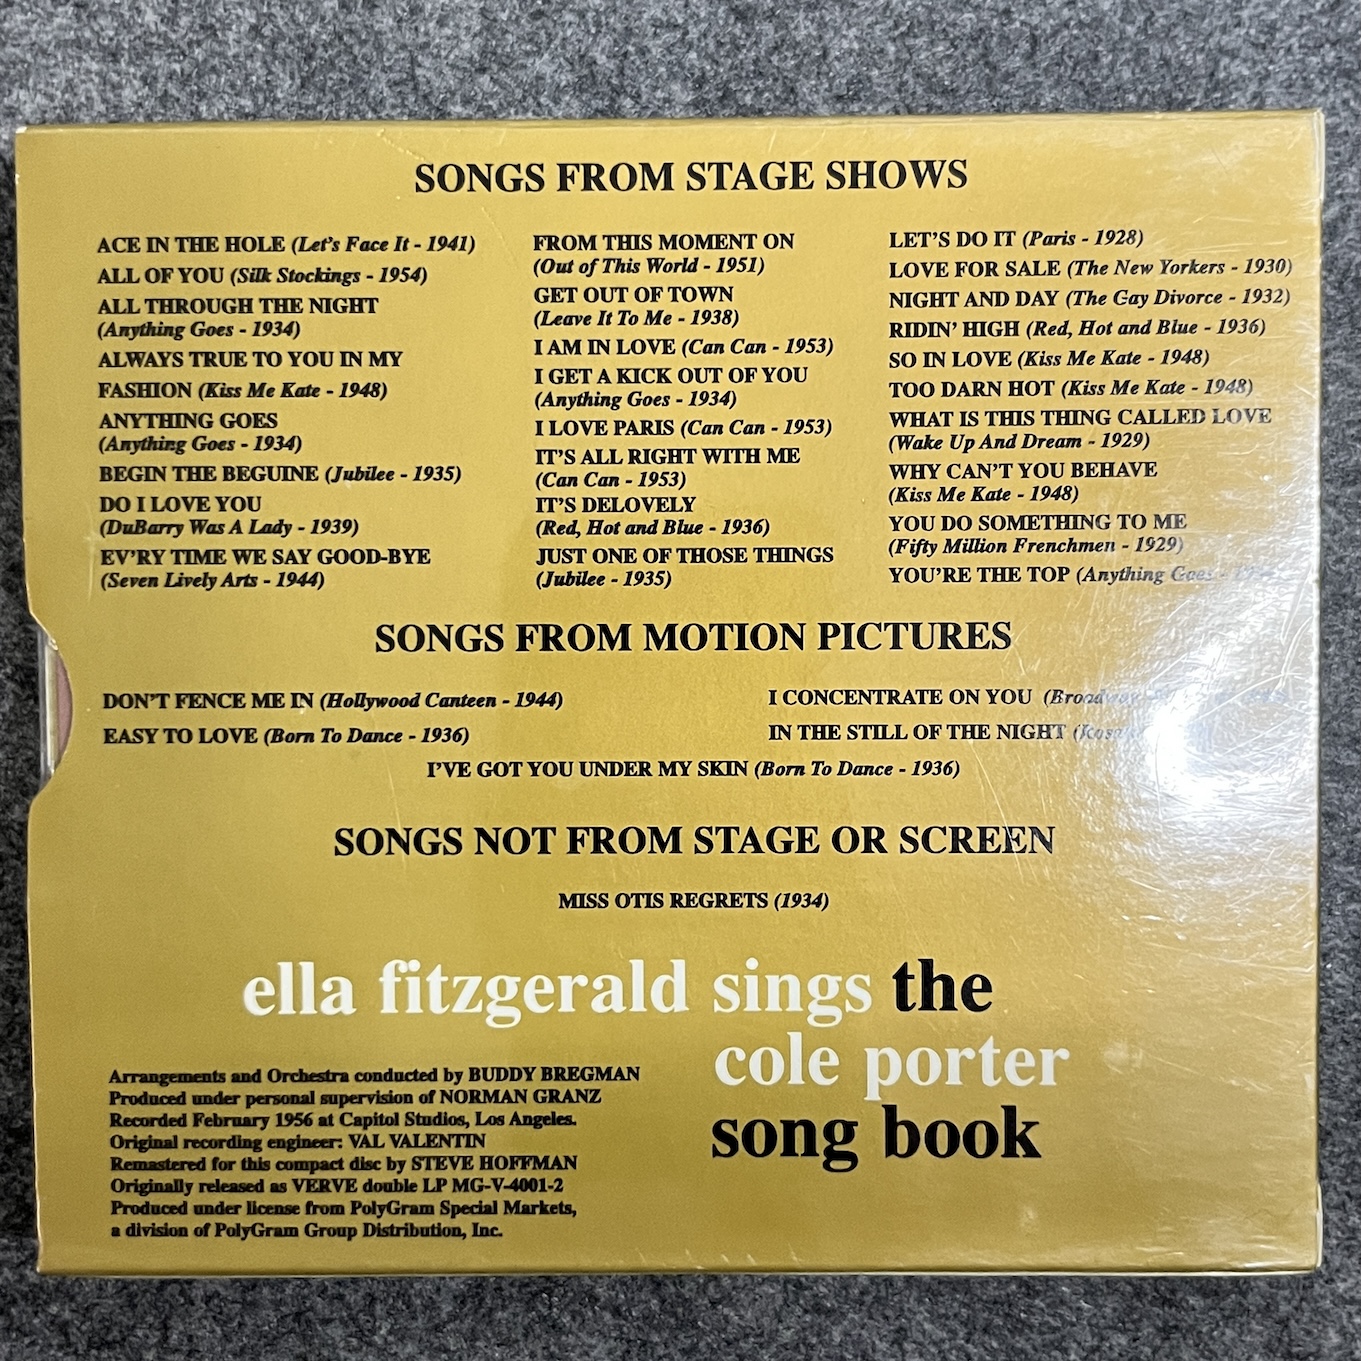 SONGS FROM STAGE SHOWS
ACE IN THE HOLE (Let's Face It - 1941)
ALL OF YOU (Silk Stockings - 1954)
ALL THROUGH THE NIGHT
(Anything Goes - 1934)
ALWAYS TRUE TO YOU IN MY
FASHION (Kiss Me Kate - 1948)
ANYTHING GOES
(Anything Goes - 1934)
BEGIN THE BEGUINE (Jubilee - 1935)
DO I LOVE YOU
(DuBarry Was A Lady - 1939)
EV'RY TIME WE SAY GOOD-BYE
(Seven Lively Arts - 1944)
FROM THIS MOMENT ON
(Out of This World - 1951)
GET OUT OF TOWN
(Leave It To Me - 1938)
I AM IN LOVE (Can Can - 1953)
I GET A KICK OUT OF YOU
(Anything Goes - 1934)
I LOVE PARIS (Can Can - 1953)
IT'S ALL RIGHT WITH ME
(Can Can - 1953)
IT'S DELOVELY
(Red, Hot and Blue - 1936)
JUST ONE OF THOSE THINGS
(Jubilee - 1935)
LET'S DO IT (Paris - 1928)
LOVE FOR SALE (The New Yorkers - 1930)
NIGHT AND DAY (The Gay Divorce - 1932)
RIDIN' HIGH (Red, Hot and Blue - 1936)
SO IN LOVE (Kiss Me Kate - 1948)
TOO DARN HOT (Kiss Me Kate - 1948)
WHAT IS THIS THING CALLED LOVE
(Wake Up And Dream - 1929)
WHY CAN'T YOU BEHAVE
(Kiss Me Kate - 1948)
YOU DO SOMETHING TO ME
(Fifty Million Frenchmen - 1929)
YOU'RE THE TOP (Anything Goes -
SONGS FROM MOTION PICTURES
DON'T FENCE ME IN (Hollywood Canteen - 1944)
EASY TO LOVE (Born To Dance - 1936)
I CONCENTRATE ON YOU (Broadway
IN THE STILL OF THE NIGHT
I'VE GOT YOU UNDER MY SKIN (Born To Dance - 1936)
SONGS NOT FROM STAGE OR SCREEN
MISS OTIS REGRETS (1934)
ella fitzgerald sings the
cole porter
song book
Arrangements and Orchestra conducted by BUDDY BREGMAN
Produced under personal supervision of NORMAN GRANZ
Recorded February 1956 at Capitol Studios, Los Angeles.
Original recording engineer: VAL VALENTIN
Remastered for this compact disc by STEVE HOFFMAN
Originally released as VERVE double LP MG-V-4001-2
Produced under license from PolyGram Special Markets,
a division of PolyGram Group Distribution, Inc.